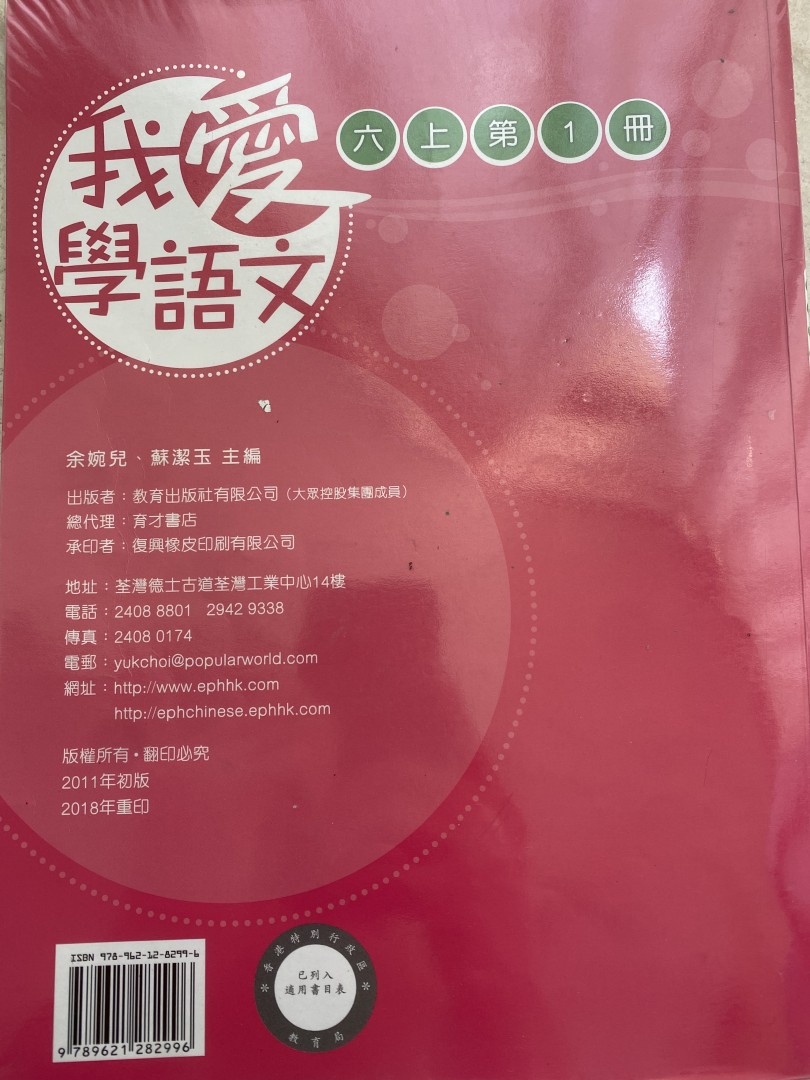 我愛
學語文
六上第1冊
余婉兒、蘇潔玉 主編
出版者：教育出版社有限公司（大眾控股集團成員）
總代理：育才書店
承印者：復興橡皮印刷有限公司
地址：荃灣德士古道荃灣工業中心14樓
電話：2408 8801 2942 9338
傳真：2408 0174
電郵：yukchoi@popularworld.com
網址：http://www.ephhk.com
http://ephchinese.ephhk.com
版權所有・翻印必究
2011年初版
2018年重印
ISBN 978-962-12-8299-6
9 789621 282996
香港特別行政區
已列入
適用書目表
教育局